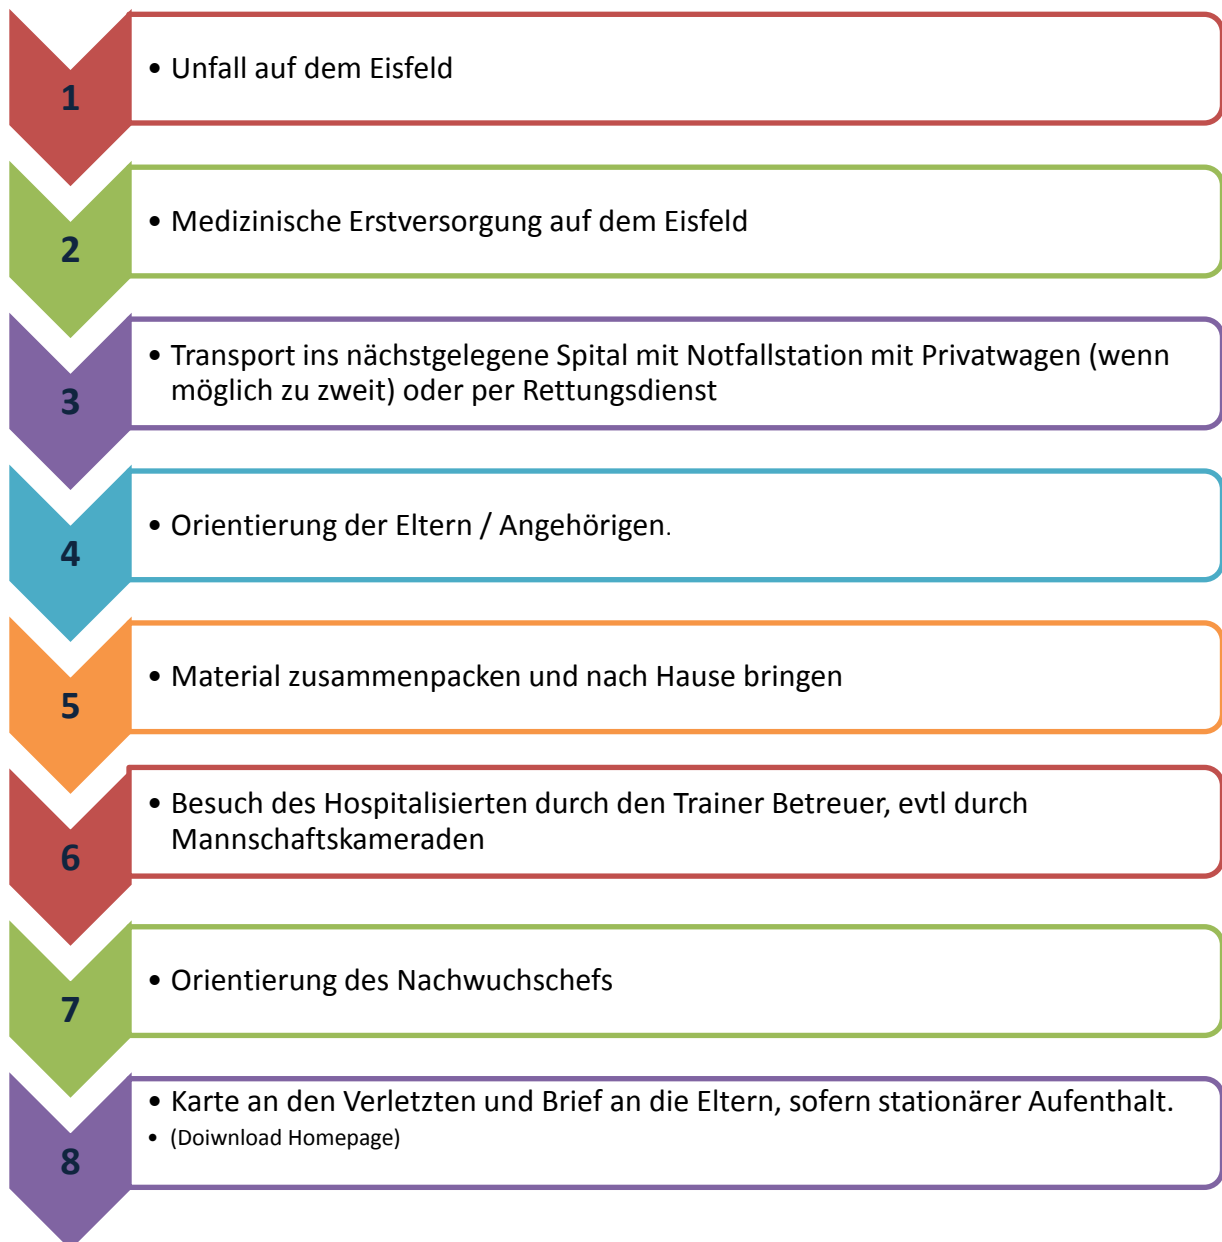 1
• Unfall auf dem Eisfeld
2
• Medizinische Erstversorgung auf dem Eisfeld
3
• Transport ins nächstgelegene Spital mit Notfallstation mit Privatwagen (wenn
möglich zu zweit) oder per Rettungsdienst
4
• Orientierung der Eltern / Angehörigen.
5
• Material zusammenpacken und nach Hause bringen
6
• Besuch des Hospitalisierten durch den Trainer Betreuer, evtl durch
Mannschaftskameraden
7
• Orientierung des Nachwuchschefs
8
• Karte an den Verletzten und Brief an die Eltern, sofern stationärer Aufenthalt.
• (Doiwnload Homepage)